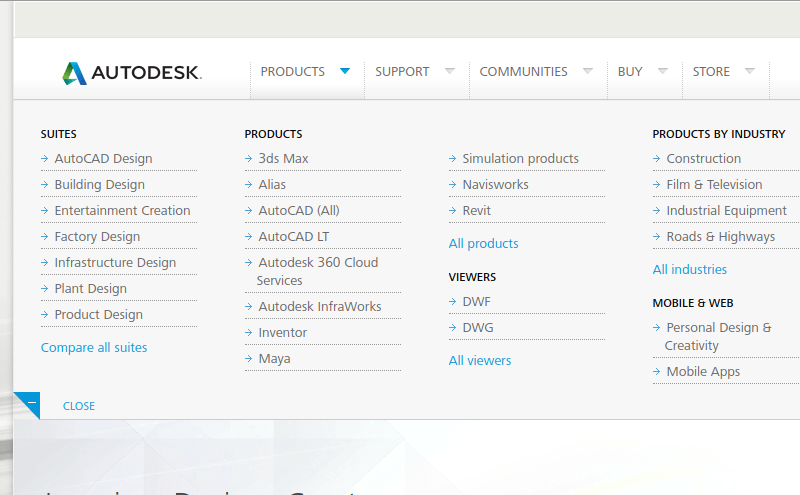 AUTODESK.
PRODUCTS
SUPPORT
COMMUNITIES
BUY
STORE
SUITES
AutoCAD Design
Building Design
Entertainment Creation
Factory Design
Infrastructure Design
Plant Design
Product Design
Compare all suites
PRODUCTS
3ds Max
Alias
AutoCAD (All)
AutoCAD LT
Autodesk 360 Cloud
Services
Autodesk InfraWorks
Inventor
Maya
Simulation products
Navisworks
Revit
All products
VIEWERS
DWF
DWG
All viewers
PRODUCTS BY INDUSTRY
Construction
Film & Television
Industrial Equipment
Roads & Highways
All industries
MOBILE & WEB
Personal Design &
Creativity
Mobile Apps
CLOSE